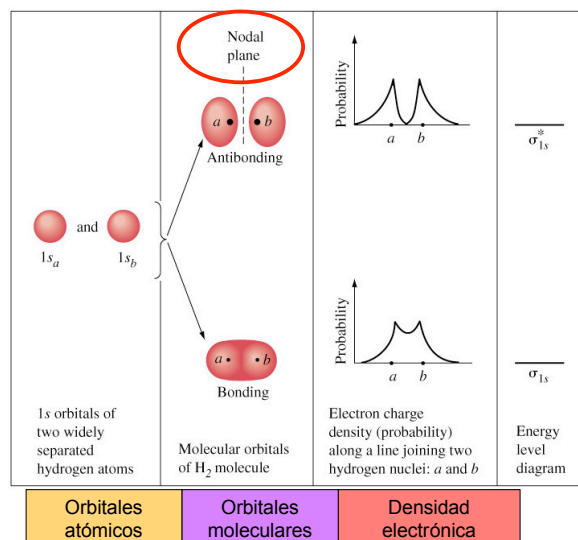 Nodal
plane
a
b
Antibonding
Probability
a
b
σ*1s
1sa
and
1sb
a
b
Bonding
Probability
a
b
σ1s
1s orbitals of
two widely
separated
hydrogen atoms
Molecular orbitals
of H2 molecule
Electron charge
density (probability)
along a line joining two
hydrogen nuclei: a and b
Energy
level
diagram
Orbitales
atómicos
Orbitales
moleculares
Densidad
electrónica